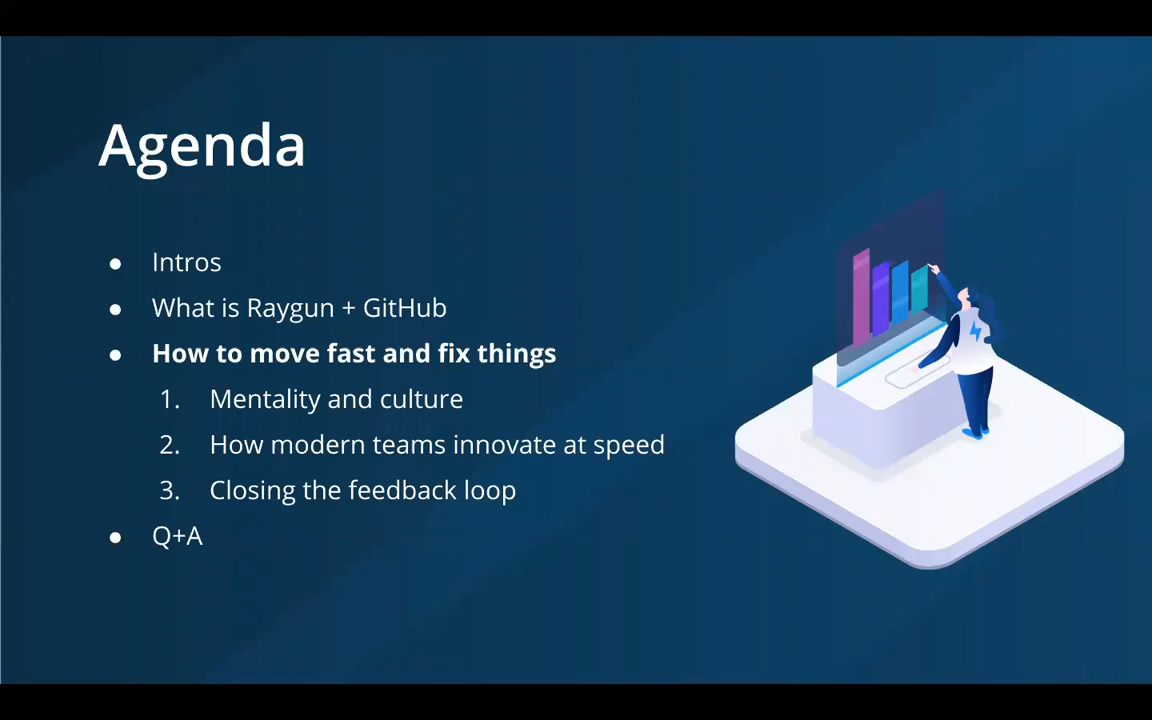 Agenda
● Intros
● What is Raygun + GitHub
● How to move fast and fix things
1. Mentality and culture
2. How modern teams innovate at speed
3. Closing the feedback loop
● Q+A